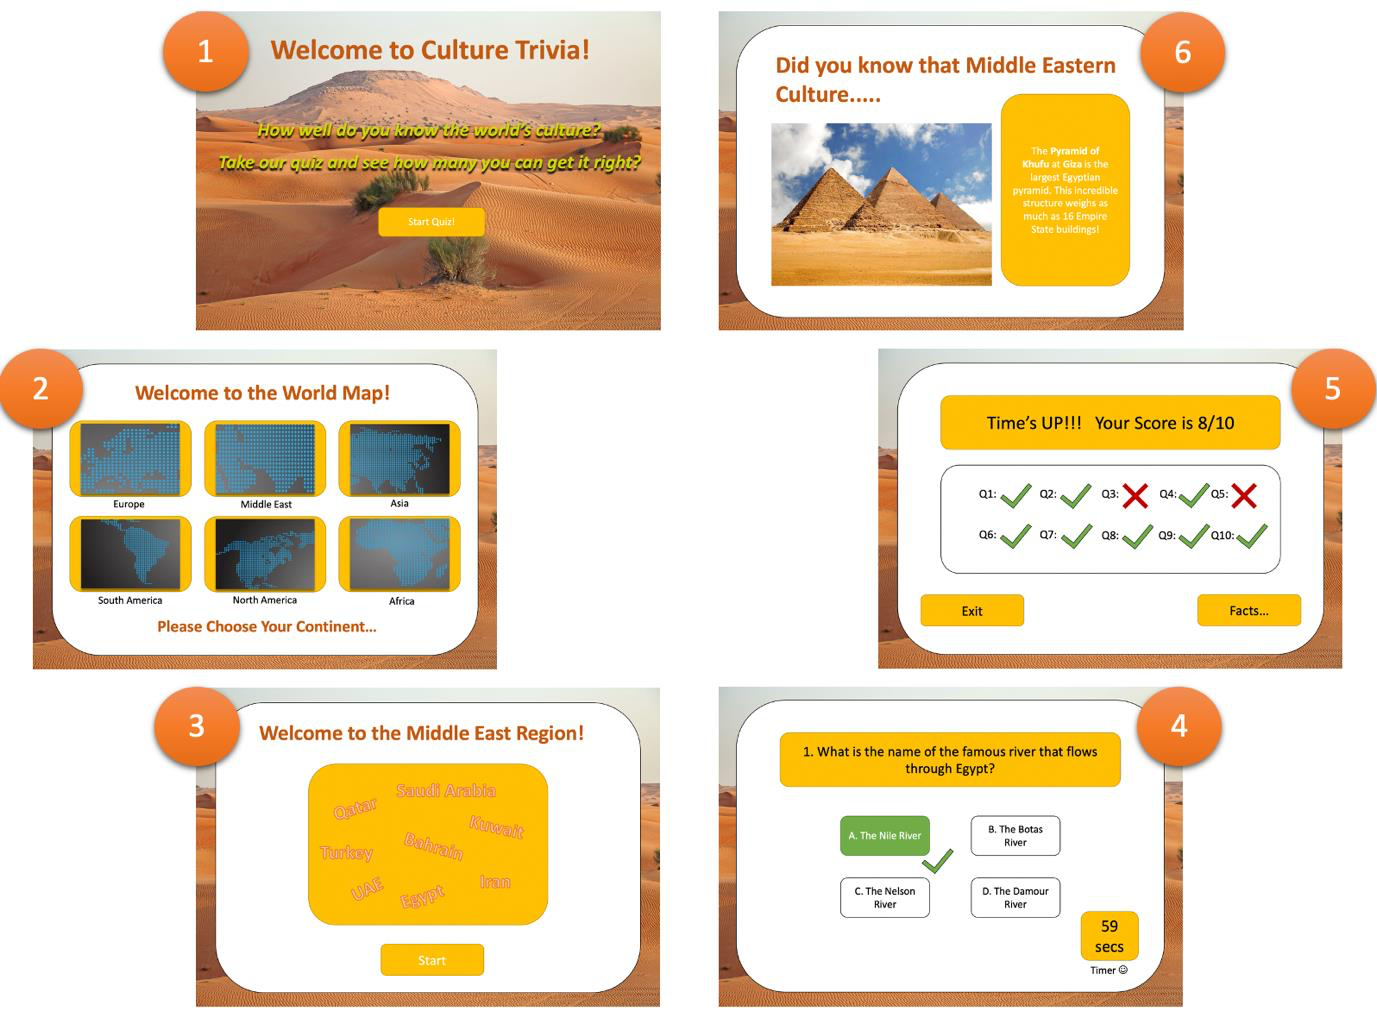 1
Welcome to Culture Trivia!
How well do you know the world's culture?
Take our quiz and see how many you can get it right?
Start Quiz!
2
Welcome to the World Map!
Europe
Middle East
Asia
South America
North America
Africa
Please Choose Your Continent...
3
Welcome to the Middle East Region!
Saudi Arabia
Qatar
Kuwait
Bahrain
Turkey
UAE
Egypt
Iran
Start
4
1. What is the name of the famous river that flows
through Egypt?
A. The Nile River
B. The Botas
River
C. The Nelson
River
D. The Damour
River
59
secs
Timer ☺
5
Time's UP!!! Your Score is 8/10
Q1: Q2: Q3: Q4: Q5:
Q6: Q7: Q8: Q9: Q10:
Exit
Facts...
6
Did you know that Middle Eastern
Culture.....
The Pyramid of
Khufu at Giza is the
largest Egyptian
pyramid. This incredible
structure weighs as
much as 16 Empire
State buildings!